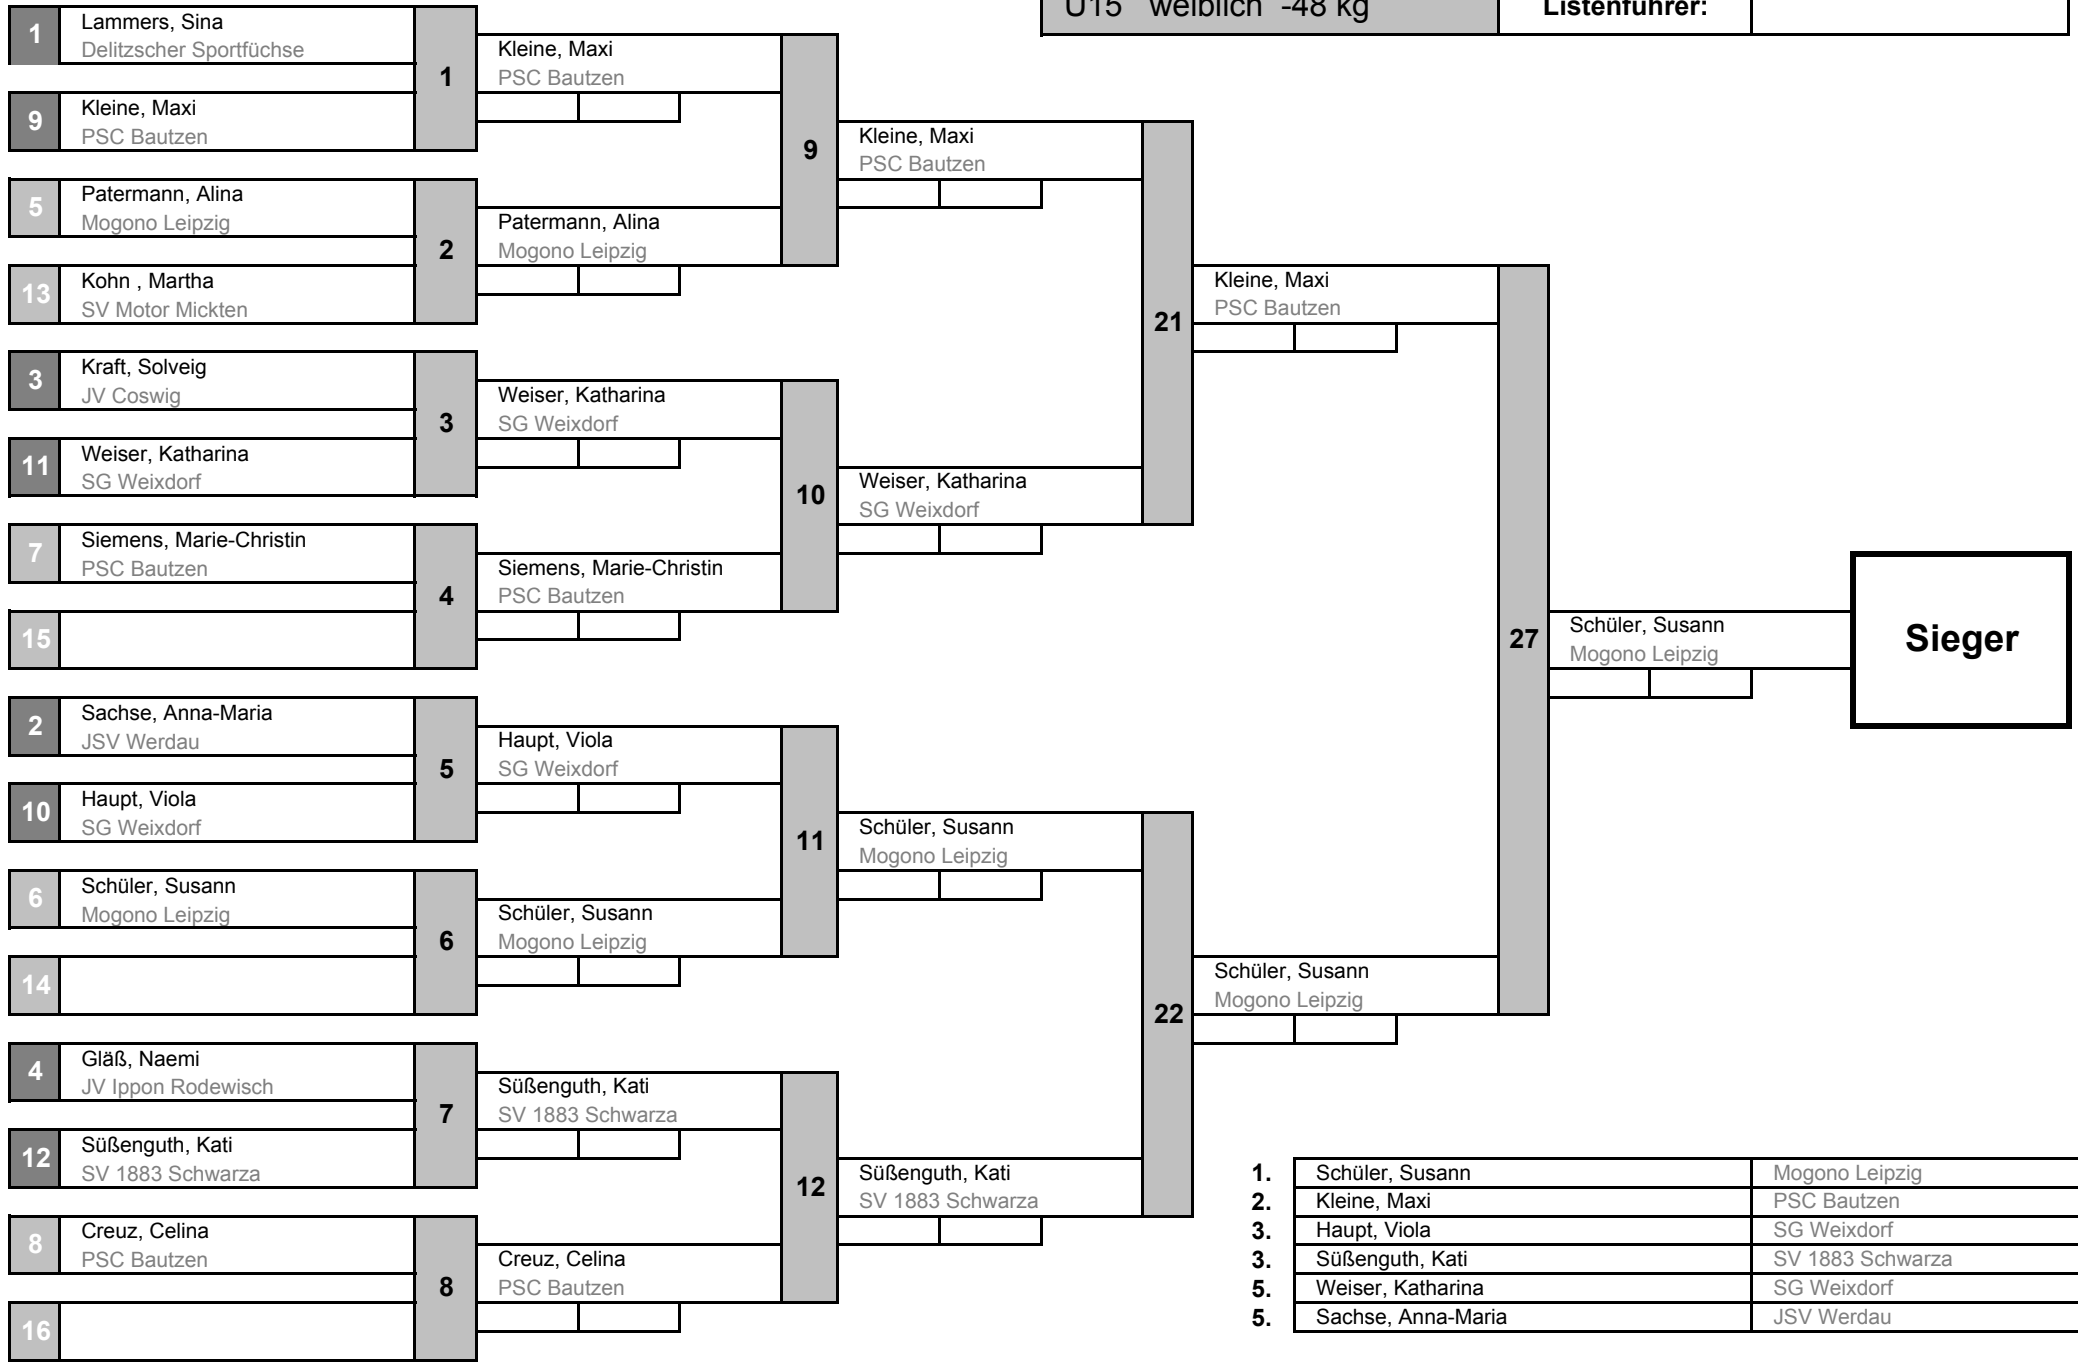 U15 weiblich -48 kg
Listenführer:
1
Lammers, Sina
Delitzscher Sportfüchse
9
Kleine, Maxi
PSC Bautzen
5
Patermann, Alina
Mogono Leipzig
13
Kohn , Martha
SV Motor Mickten
3
Kraft, Solveig
JV Coswig
11
Weiser, Katharina
SG Weixdorf
7
Siemens, Marie-Christin
PSC Bautzen
15
2
Sachse, Anna-Maria
JSV Werdau
10
Haupt, Viola
SG Weixdorf
6
Schüler, Susann
Mogono Leipzig
14
4
Gläß, Naemi
JV Ippon Rodewisch
12
Süßenguth, Kati
SV 1883 Schwarza
8
Creuz, Celina
PSC Bautzen
16
1
2
3
4
5
6
7
8
Kleine, Maxi
PSC Bautzen
Patermann, Alina
Mogono Leipzig
Weiser, Katharina
SG Weixdorf
Siemens, Marie-Christin
PSC Bautzen
Haupt, Viola
SG Weixdorf
Schüler, Susann
Mogono Leipzig
Süßenguth, Kati
SV 1883 Schwarza
Creuz, Celina
PSC Bautzen
9
10
11
12
Kleine, Maxi
PSC Bautzen
Weiser, Katharina
SG Weixdorf
Schüler, Susann
Mogono Leipzig
Süßenguth, Kati
SV 1883 Schwarza
21
22
Kleine, Maxi
PSC Bautzen
Schüler, Susann
Mogono Leipzig
27
Schüler, Susann
Mogono Leipzig
Sieger
1. Schüler, Susann Mogono Leipzig
2. Kleine, Maxi PSC Bautzen
3. Haupt, Viola SG Weixdorf
3. Süßenguth, Kati SV 1883 Schwarza
5. Weiser, Katharina SG Weixdorf
5. Sachse, Anna-Maria JSV Werdau